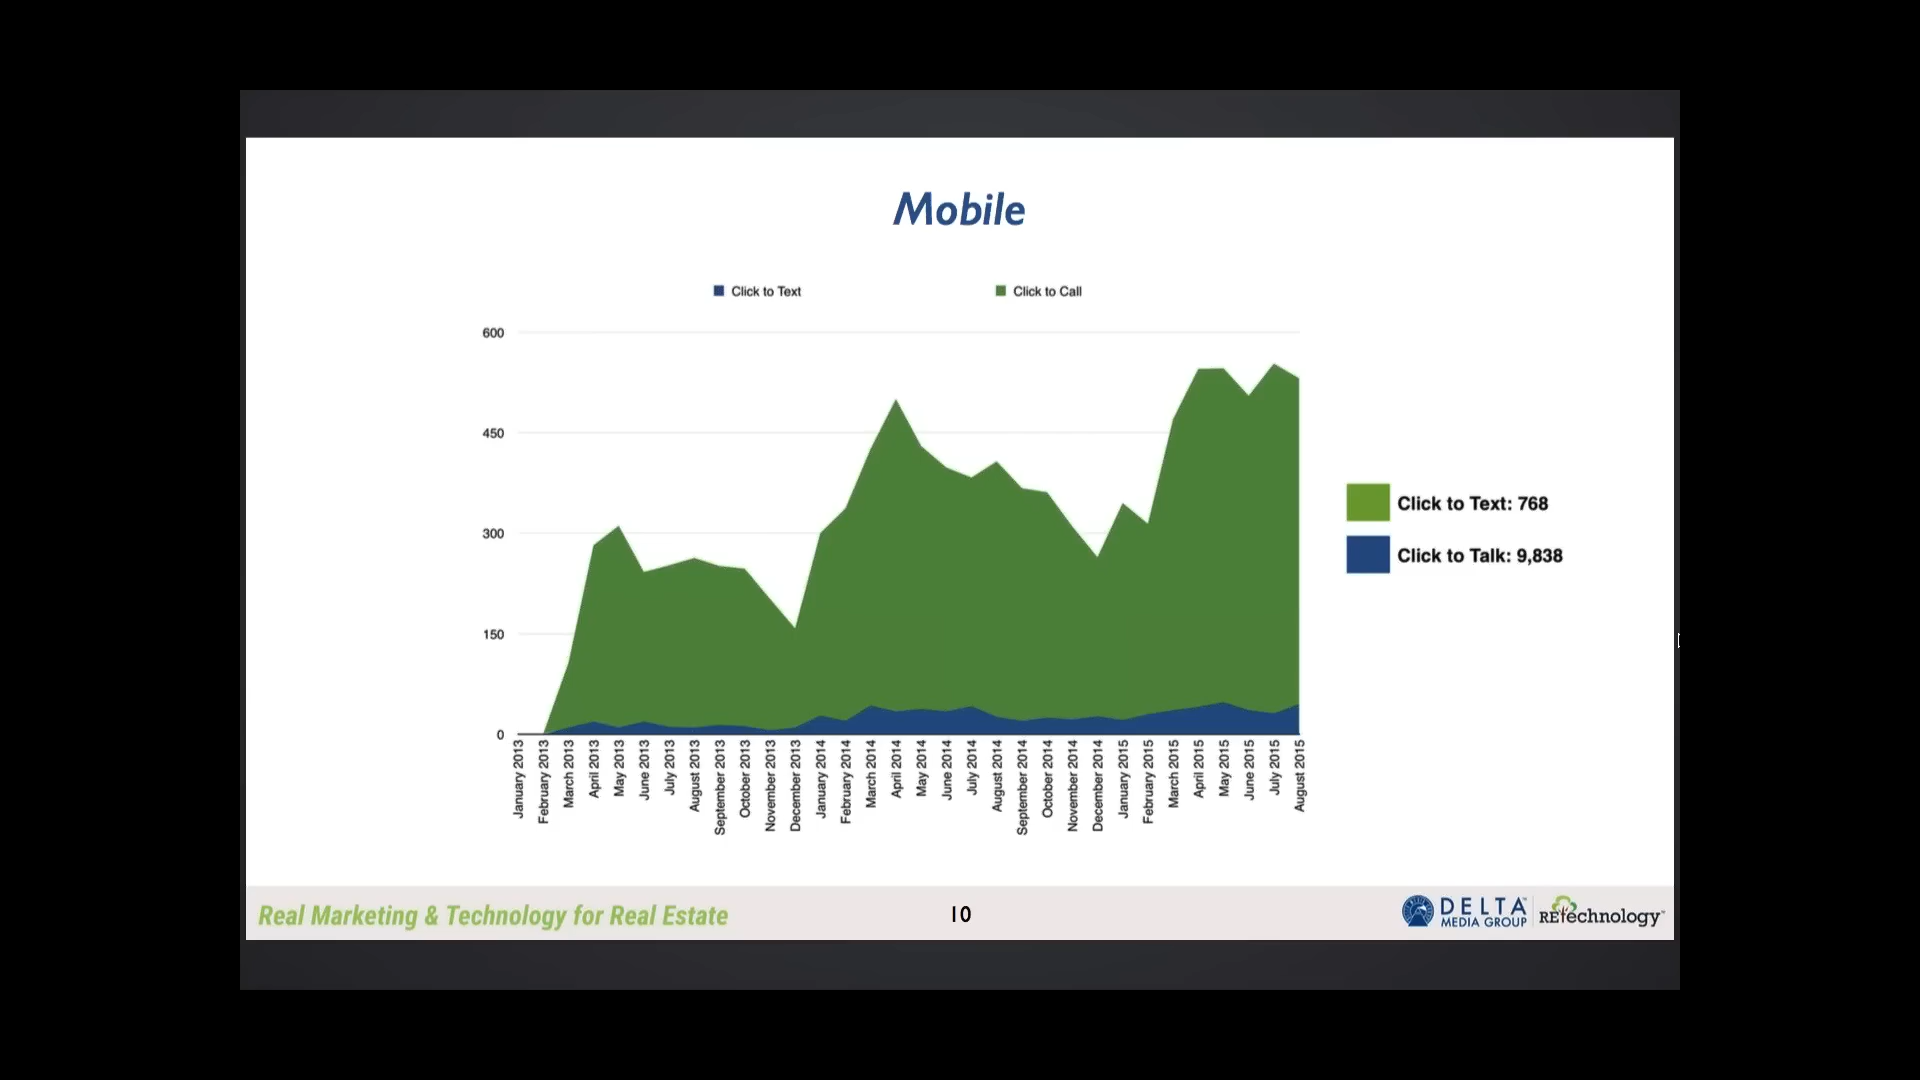 Mobile
Click to Text
Click to Call
600
450
300
150
0
January 2013
February 2013
March 2013
April 2013
May 2013
June 2013
July 2013
August 2013
September 2013
October 2013
November 2013
December 2013
January 2014
February 2014
March 2014
April 2014
May 2014
June 2014
July 2014
August 2014
September 2014
October 2014
November 2014
December 2014
January 2015
February 2015
March 2015
April 2015
May 2015
June 2015
July 2015
August 2015
Click to Text: 768
Click to Talk: 9,838
Real Marketing & Technology for Real Estate
10
DELTA
MEDIA GROUP
RETechnology